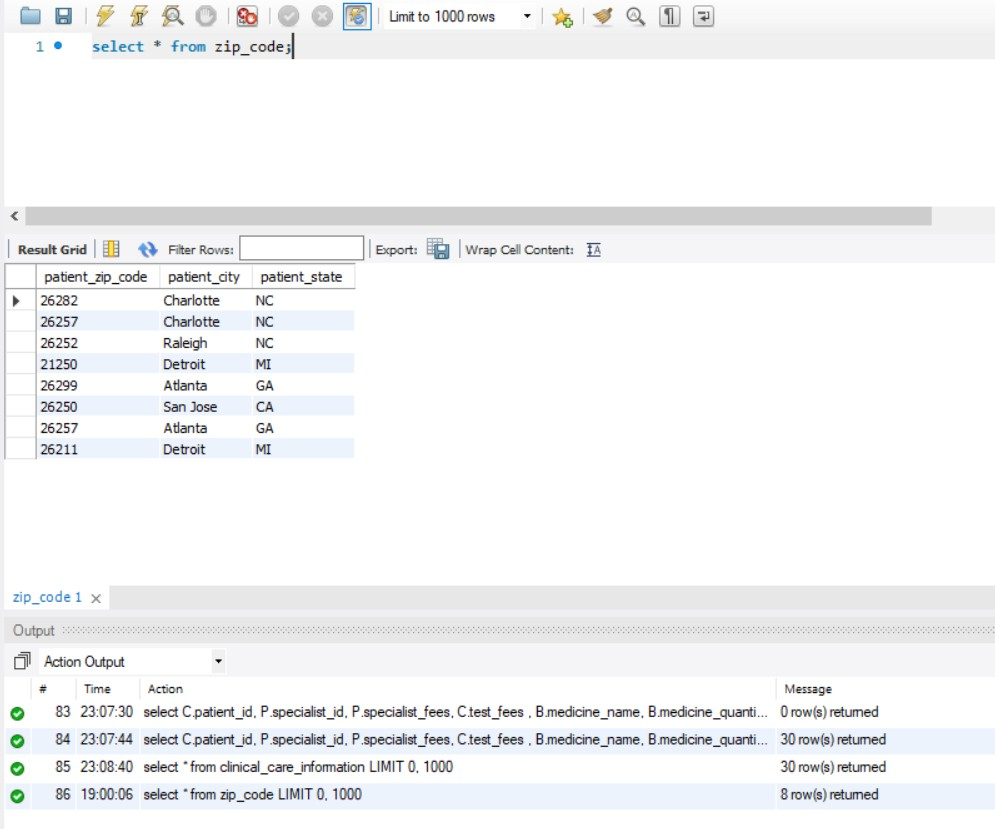 Limit to 1000 rows
1 select * from zip_code;
Result Grid Filter Rows: Export: Wrap Cell Content:
patient_zip_code patient_city patient_state
26282 Charlotte NC
26257 Charlotte NC
26252 Raleigh NC
21250 Detroit MI
26299 Atlanta GA
26250 San Jose CA
26257 Atlanta GA
26211 Detroit MI
zip_code 1
Output
Action Output
# Time Action Message
83 23:07:30 select C.patient_id, P.specialist_id, P.specialist_fees, C.test_fees , B.medicine_name, B.medicine_quanti... 0 row(s) returned
84 23:07:44 select C.patient_id, P.specialist_id, P.specialist_fees, C.test_fees , B.medicine_name, B.medicine_quanti... 30 row(s) returned
85 23:08:40 select * from clinical_care_information LIMIT 0, 1000 30 row(s) returned
86 19:00:06 select * from zip_code LIMIT 0, 1000 8 row(s) returned